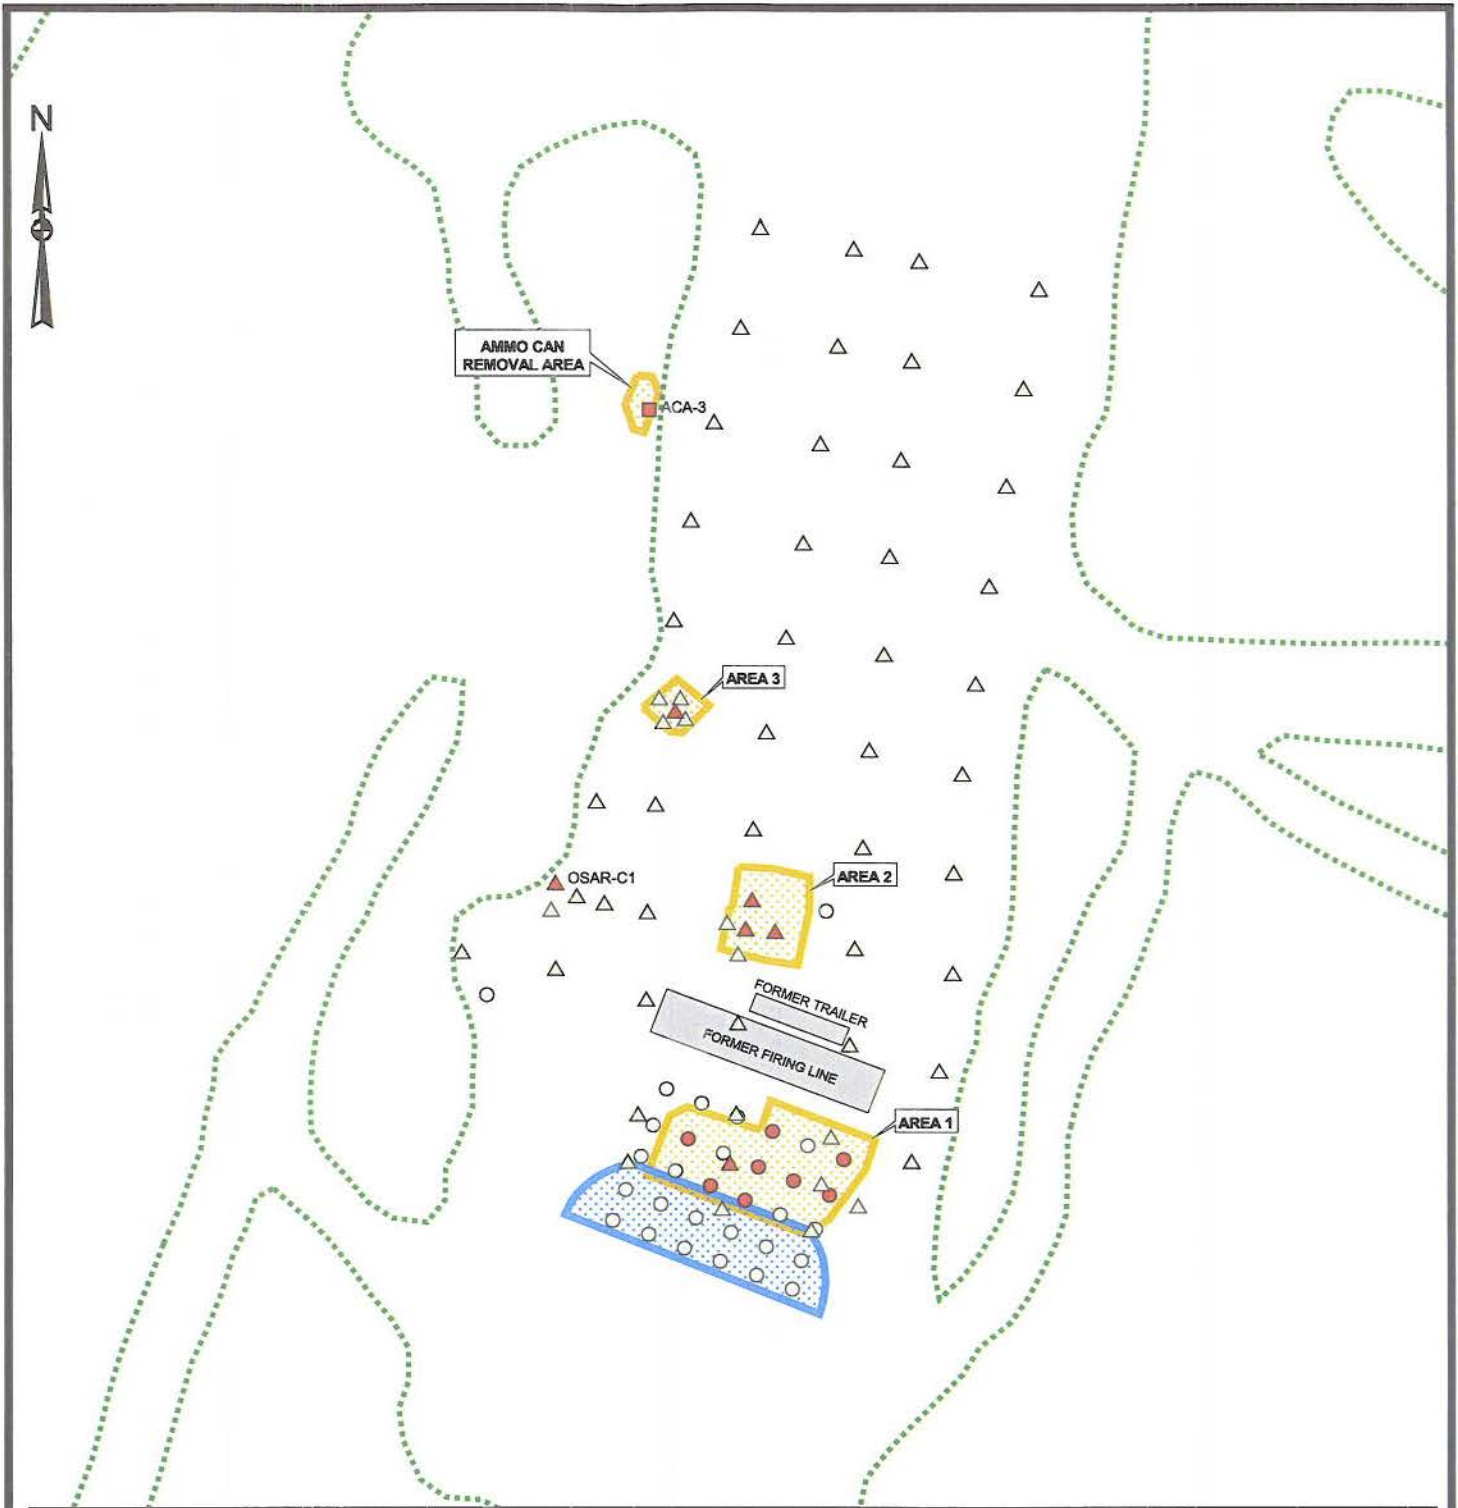 N
AMMO CAN
REMOVAL AREA
ACA-3
AREA 3
OSAR-C1
AREA 2
FORMER TRAILER
FORMER FIRING LINE
AREA 1